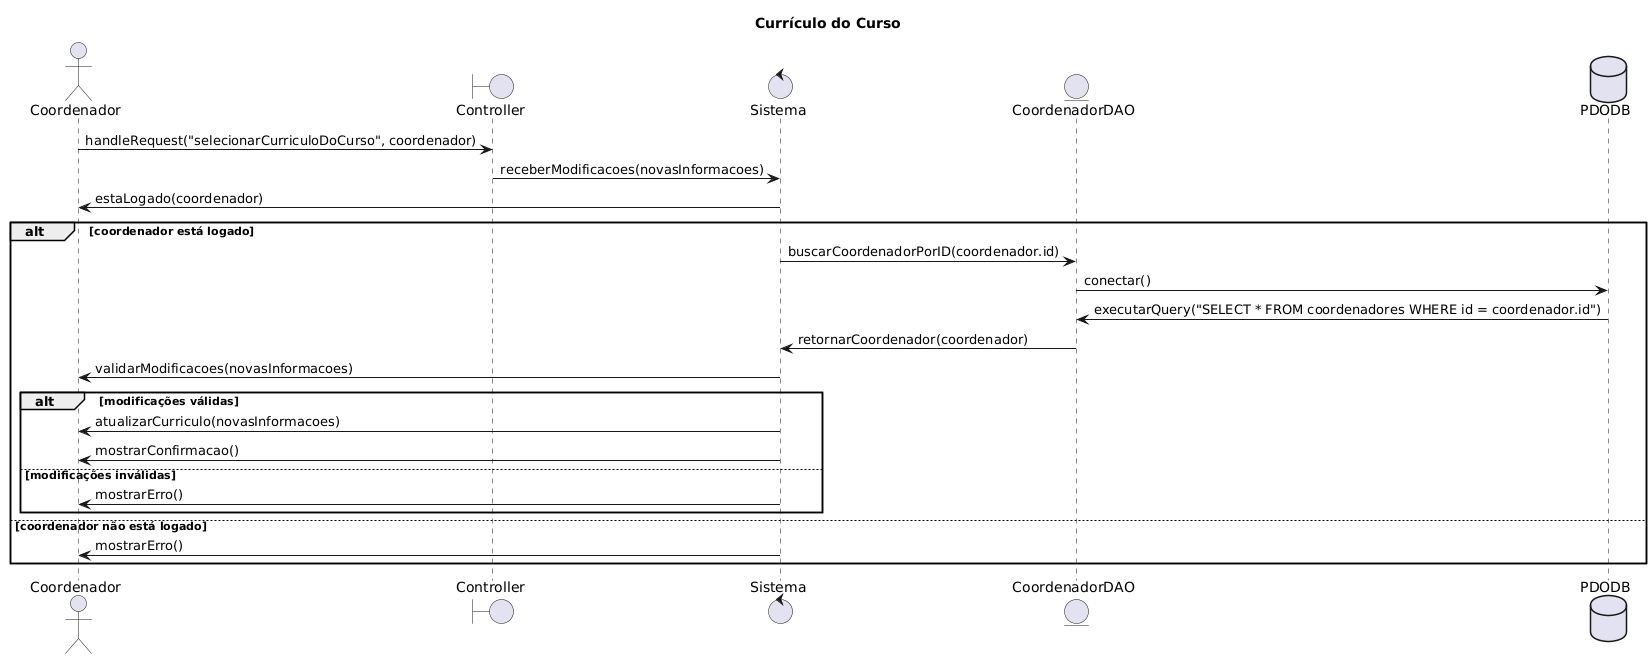 Currículo do Curso
Coordenador
Controller
Sistema
CoordenadorDAO
PDODB
handleRequest("selecionarCurriculoDoCurso", coordenador)
receberModificacoes(novasInformacoes)
estaLogado(coordenador)
alt [coordenador está logado]
buscarCoordenadorPorID(coordenador.id)
conectar()
executarQuery("SELECT * FROM coordenadores WHERE id = coordenador.id")
retornarCoordenador(coordenador)
validarModificacoes(novasInformacoes)
alt [modificações válidas]
atualizarCurriculo(novasInformacoes)
mostrarConfirmacao()
[modificações inválidas]
mostrarErro()
[coordenador não está logado]
mostrarErro()
Coordenador
Controller
Sistema
CoordenadorDAO
PDODB